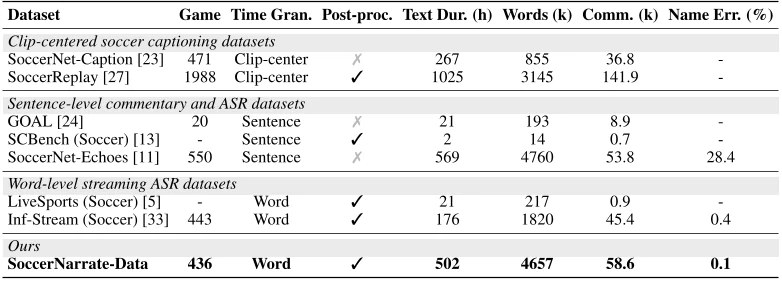 Dataset Game Time Gran. Post-proc. Text Dur. (h) Words (k) Comm. (k) Name Err. (%)
Clip-centered soccer captioning datasets
SoccerNet-Caption [23] 471 Clip-center ✗ 267 855 36.8 -
SoccerReplay [27] 1988 Clip-center ✓ 1025 3145 141.9 -
Sentence-level commentary and ASR datasets
GOAL [24] 20 Sentence ✗ 21 193 8.9 -
SCBench (Soccer) [13] - Sentence ✓ 2 14 0.7 -
SoccerNet-Echoes [11] 550 Sentence ✗ 569 4760 53.8 28.4
Word-level streaming ASR datasets
LiveSports (Soccer) [5] - Word ✓ 21 217 0.9 -
Inf-Stream (Soccer) [33] 443 Word ✓ 176 1820 45.4 0.4
Ours
SoccerNarrate-Data 436 Word ✓ 502 4657 58.6 0.1